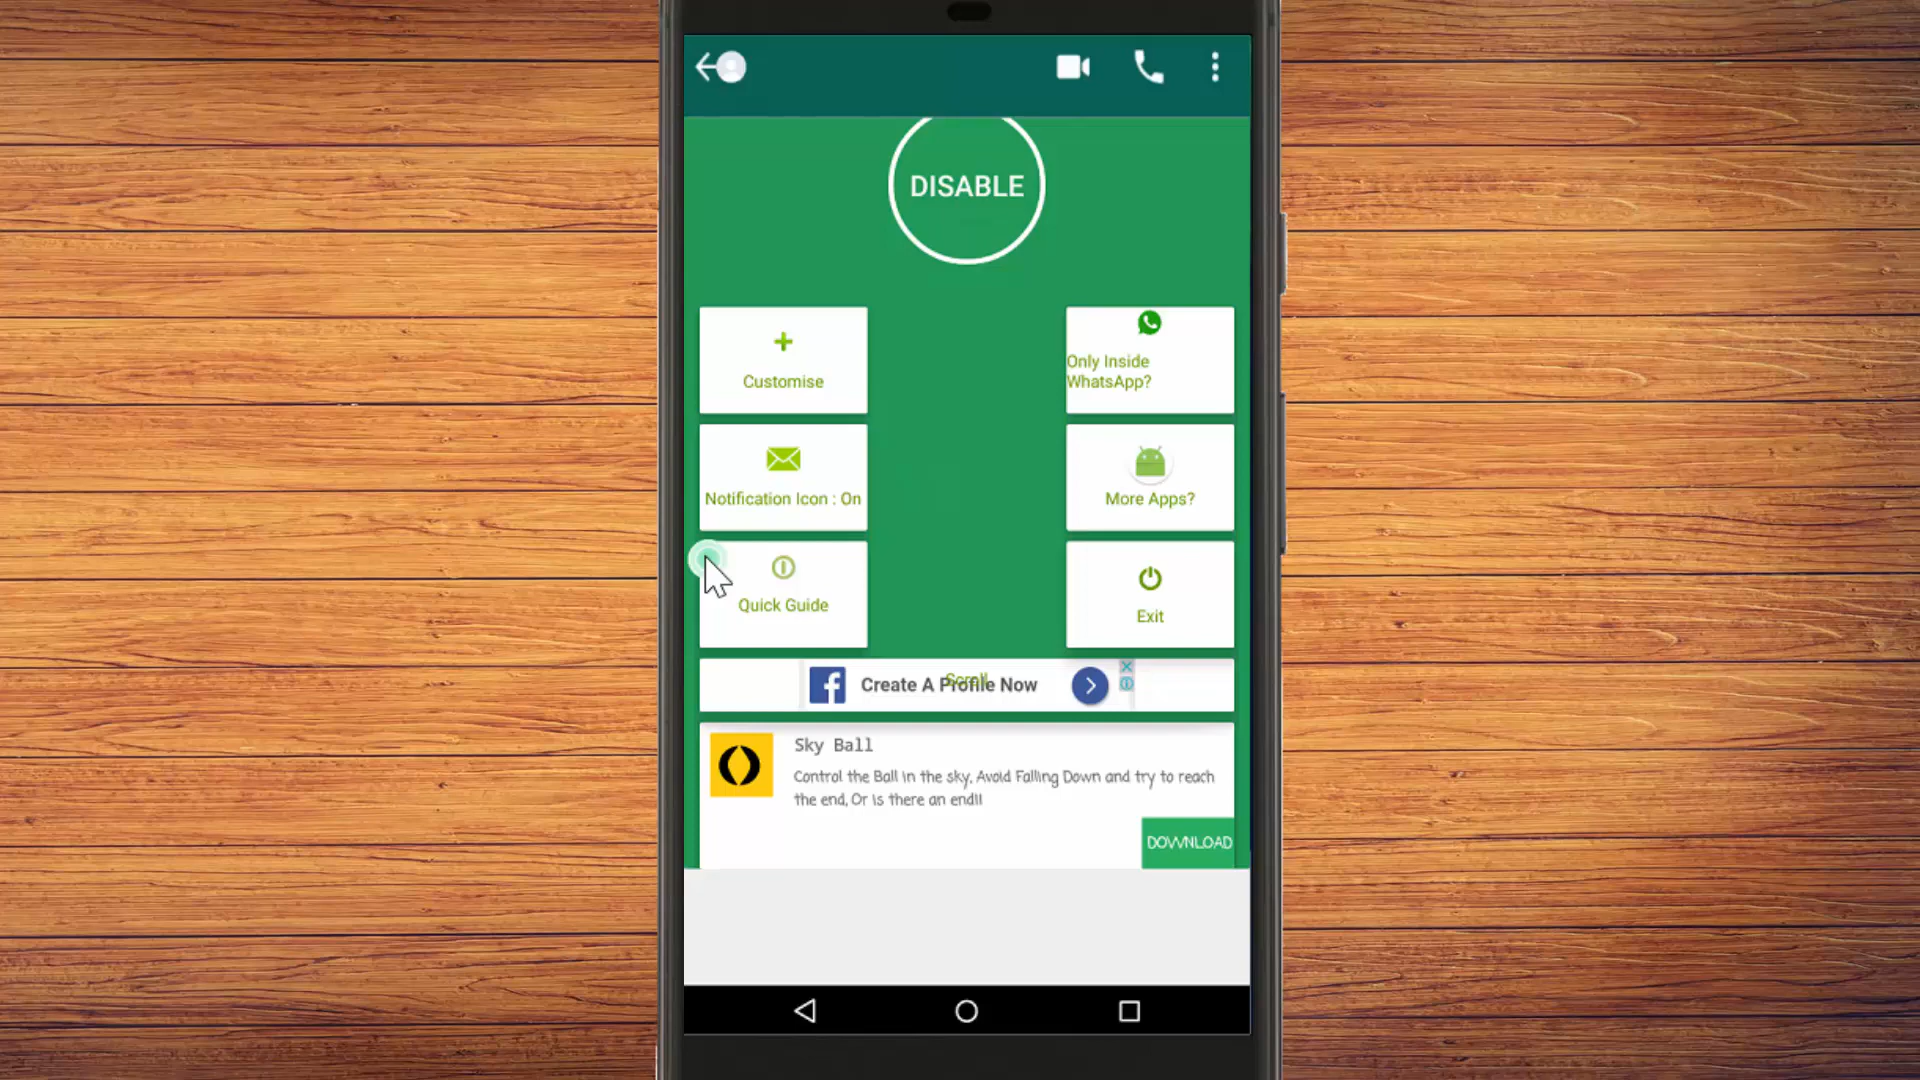 DISABLE
Customise
Only Inside
WhatsApp?
Notification Icon : On
More Apps?
Quick Guide
Exit
Scroll
Create A Profile Now
Sky Ball
Control the Ball in the sky, Avoid Falling Down and try to reach
the end, Or is there an end!!
DOWNLOAD